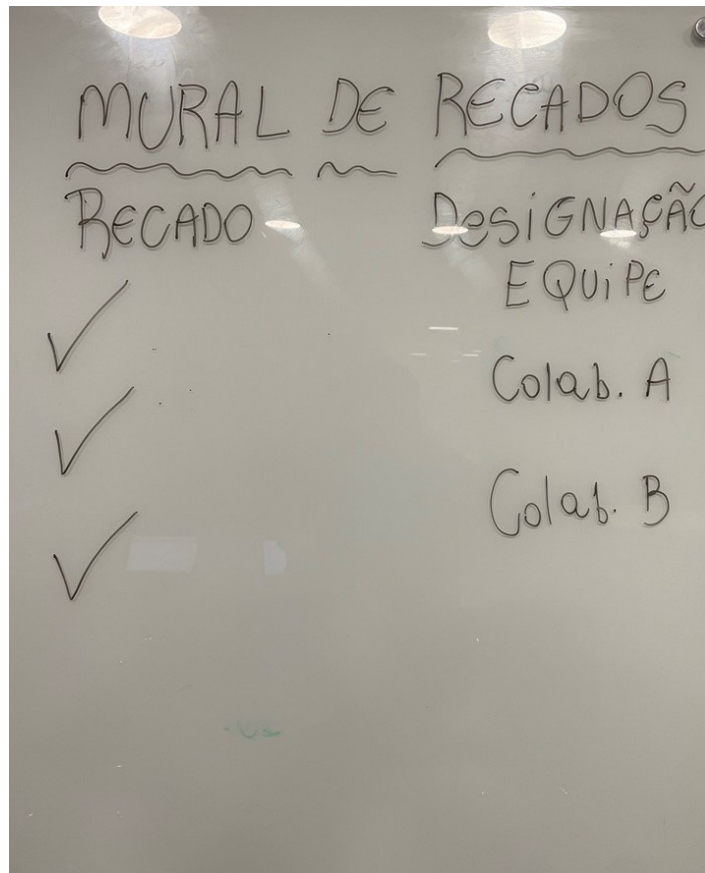 MURAL DE RECADOS
RECADO DESIGNAÇÃO
EQUIPE
✓
Colab. A
✓
Colab. B
✓